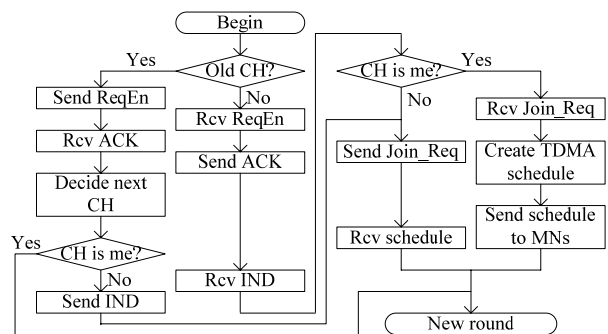 Begin
Yes
Old CH?
No
Send ReqEn
Rcv ACK
Decide next
CH
Yes
CH is me?
No
Send IND
Rcv ReqEn
Send ACK
Rcv IND
CH is me?
Yes
No
Send Join_Req
Rcv schedule
Rcv Join_Req
Create TDMA
schedule
Send schedule
to MNs
New round